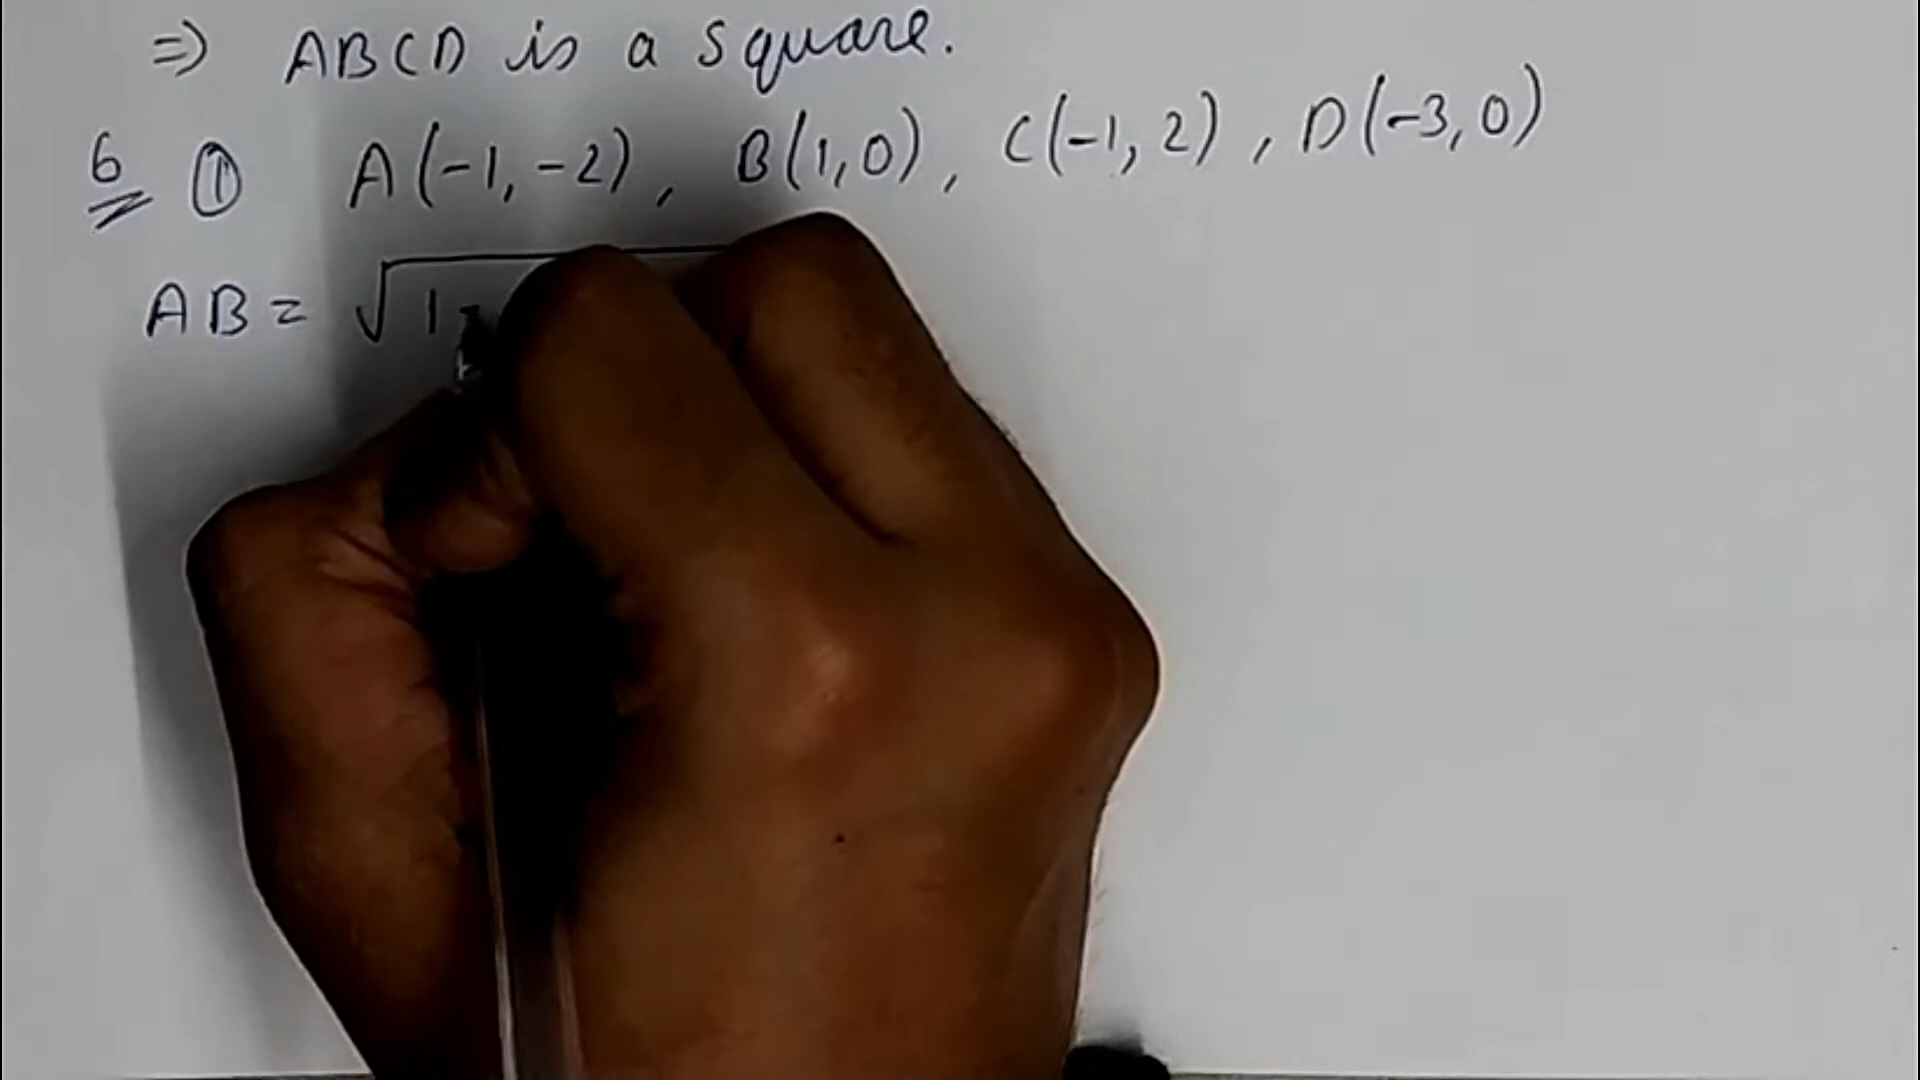 => ABCD is a square.
6 ① A(-1,-2), B(1,0), C(-1,2), D(-3,0)
AB = √1